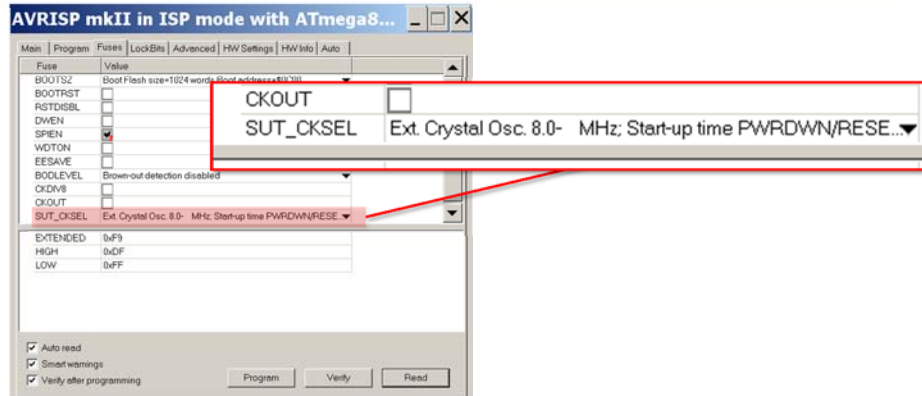 AVRISP mkII in ISP mode with ATmega8...
Main Program Fuses LockBits Advanced HW Settings HW Info Auto
Fuse Value
BOOTSZ Boot Flash size=1024 words Boot address=$0C00
BOOTRST
RSTDISBL
DWEN
SPIEN
WDTON
EESAVE
BODLEVEL Brown-out detection disabled
CKDIV8
CKOUT
SUT_CKSEL Ext. Crystal Osc. 8.0- MHz; Start-up time PWRDWN/RESE...
CKOUT
SUT_CKSEL Ext. Crystal Osc. 8.0- MHz; Start-up time PWRDWN/RESE...
EXTENDED 0xF9
HIGH 0xDF
LOW 0xFF
Auto read
Smart warnings
Verify after programming
Program Verify Read